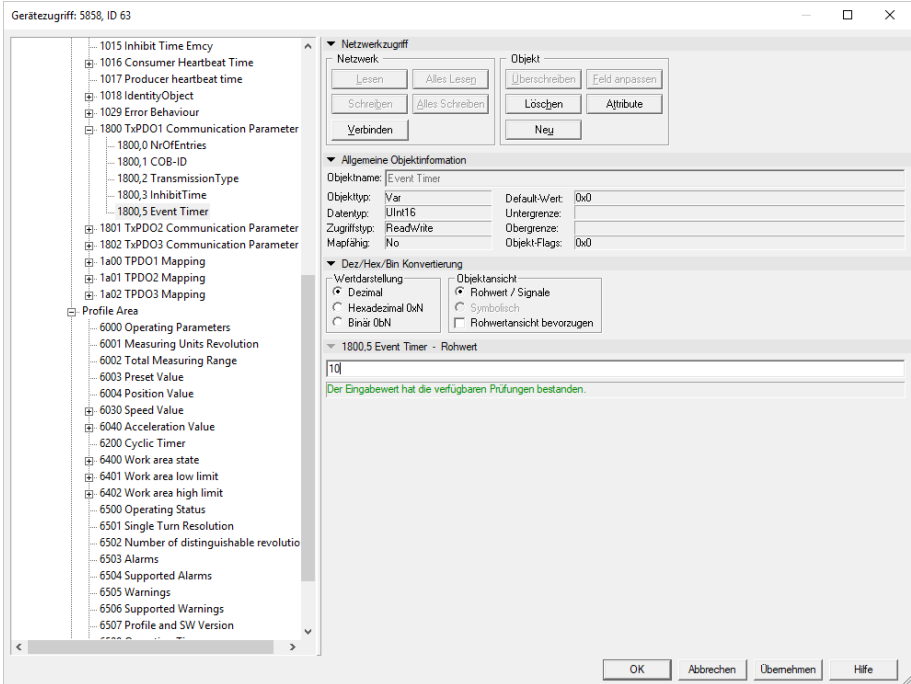 Gerätezugriff: 5858, ID 63
1015 Inhibit Time Emcy
1016 Consumer Heartbeat Time
1017 Producer heartbeat time
1018 IdentityObject
1029 Error Behaviour
1800 TxPDO1 Communication Parameter
1800,0 NrOfEntries
1800,1 COB-ID
1800,2 TransmissionType
1800,3 InhibitTime
1800,5 Event Timer
1801 TxPDO2 Communication Parameter
1802 TxPDO3 Communication Parameter
1a00 TPDO1 Mapping
1a01 TPDO2 Mapping
1a02 TPDO3 Mapping
Profile Area
6000 Operating Parameters
6001 Measuring Units Revolution
6002 Total Measuring Range
6003 Preset Value
6004 Position Value
6030 Speed Value
6040 Acceleration Value
6200 Cyclic Timer
6400 Work area state
6401 Work area low limit
6402 Work area high limit
6500 Operating Status
6501 Single Turn Resolution
6502 Number of distinguishable revolutio
6503 Alarms
6504 Supported Alarms
6505 Warnings
6506 Supported Warnings
6507 Profile and SW Version
Netzwerkzugriff
Netzwerk
Lesen Alles Lesen
Schreiben Alles Schreiben
Verbinden
Objekt
Überschreiben Feld anpassen
Löschen Attribute
Neu
Allgemeine Objektinformation
Objektname: Event Timer
Objekttyp: Var Default-Wert: 0x0
Datentyp: UInt16 Untergrenze:
Zugriffstyp: ReadWrite Obergrenze:
Mapfähig: No Objekt-Flags: 0x0
Dez/Hex/Bin Konvertierung
Wertdarstellung
Dezimal
Hexadezimal 0xN
Binär 0bN
Objektansicht
Rohwert / Signale
Symbolisch
Rohwertansicht bevorzugen
1800,5 Event Timer - Rohwert
10
Der Eingabewert hat die verfügbaren Prüfungen bestanden.
OK Abbrechen Übernehmen Hilfe